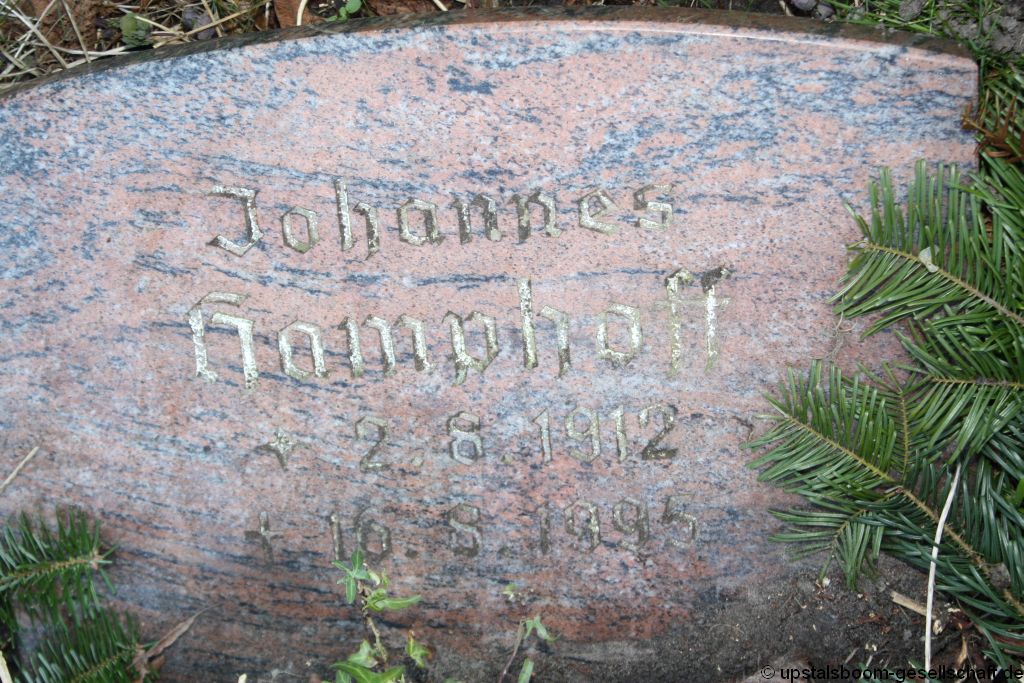 Johannes
Hamphoff
* 2.8.1912
+ 16.8.1995
© upstalsboom-gesellschaft.de